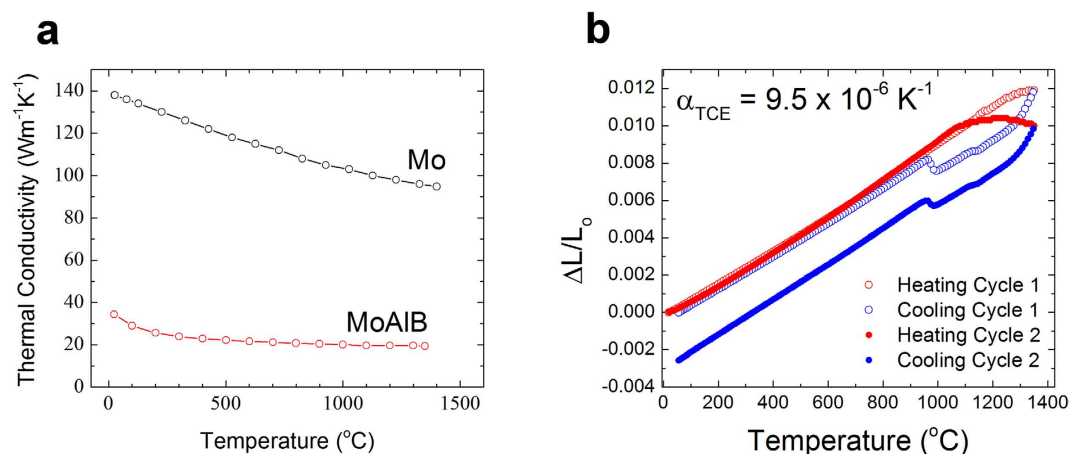 a
Thermal Conductivity (Wm⁻¹K⁻¹)
140
120
100
80
60
40
20
0
Mo
MoAlB
0
500
1000
1500
Temperature (°C)
b
α_TCE = 9.5 x 10⁻⁶ K⁻¹
ΔL/L₀
0.012
0.010
0.008
0.006
0.004
0.002
0.000
-0.002
-0.004
Heating Cycle 1
Cooling Cycle 1
Heating Cycle 2
Cooling Cycle 2
0
200
400
600
800
1000
1200
1400
Temperature (°C)